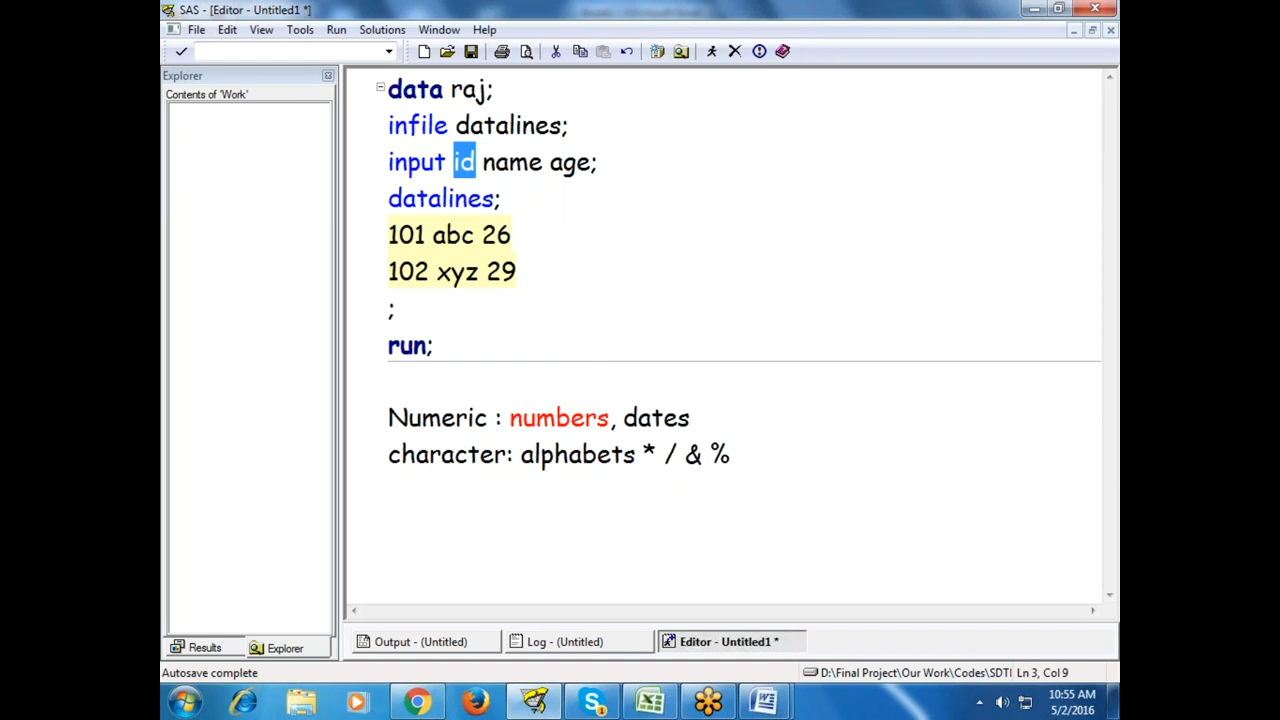 SAS - [Editor - Untitled1 *]
File Edit View Tools Run Solutions Window Help
Explorer
Contents of 'Work'
data raj;
infile datalines;
input id name age;
datalines;
101 abc 26
102 xyz 29
;
run;
Numeric : numbers, dates
character: alphabets * / & %
Results Explorer
Output - (Untitled) Log - (Untitled) Editor - Untitled1 *
Autosave complete D:\Final Project\Our Work\Codes\SDTI Ln 3, Col 9
10:55 AM
5/2/2016